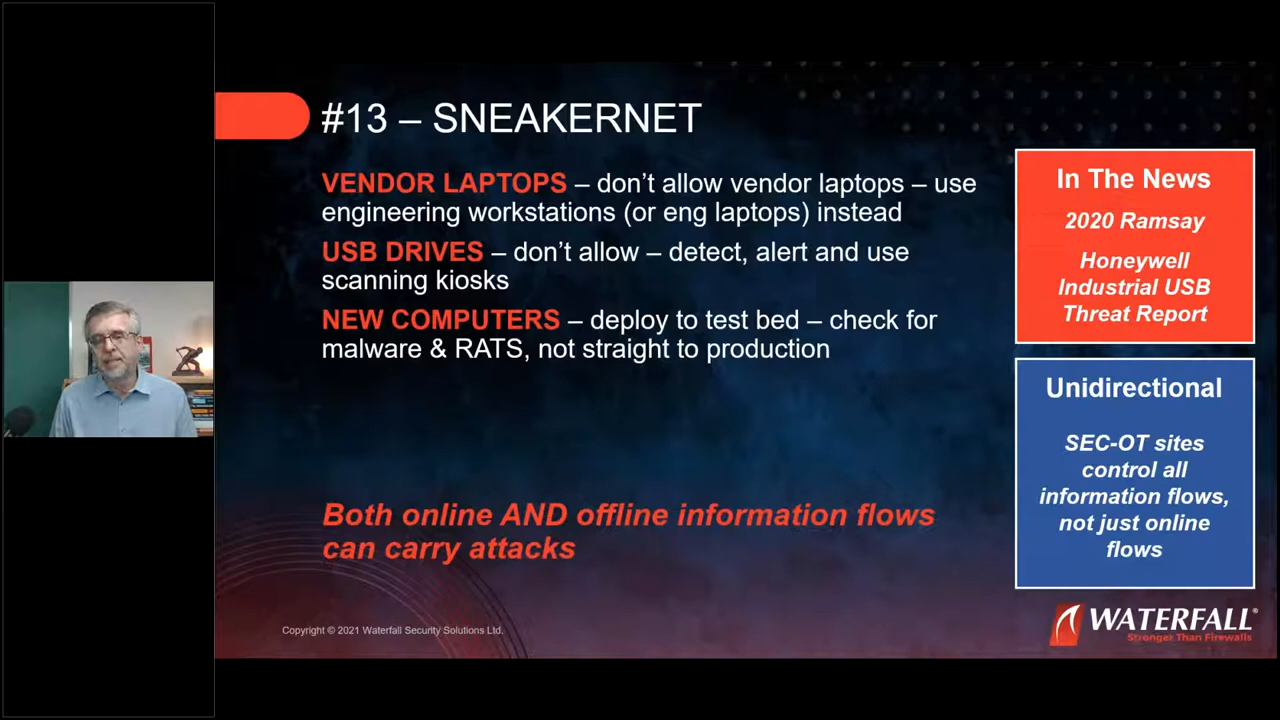 #13 – SNEAKERNET
VENDOR LAPTOPS – don’t allow vendor laptops – use
engineering workstations (or eng laptops) instead
USB DRIVES – don’t allow – detect, alert and use
scanning kiosks
NEW COMPUTERS – deploy to test bed – check for
malware & RATS, not straight to production
Both online AND offline information flows
can carry attacks
In The News
2020 Ramsay
Honeywell
Industrial USB
Threat Report
Unidirectional
SEC-OT sites
control all
information flows,
not just online
flows
Copyright © 2021 Waterfall Security Solutions Ltd.
WATERFALL®
Stronger Than Firewalls